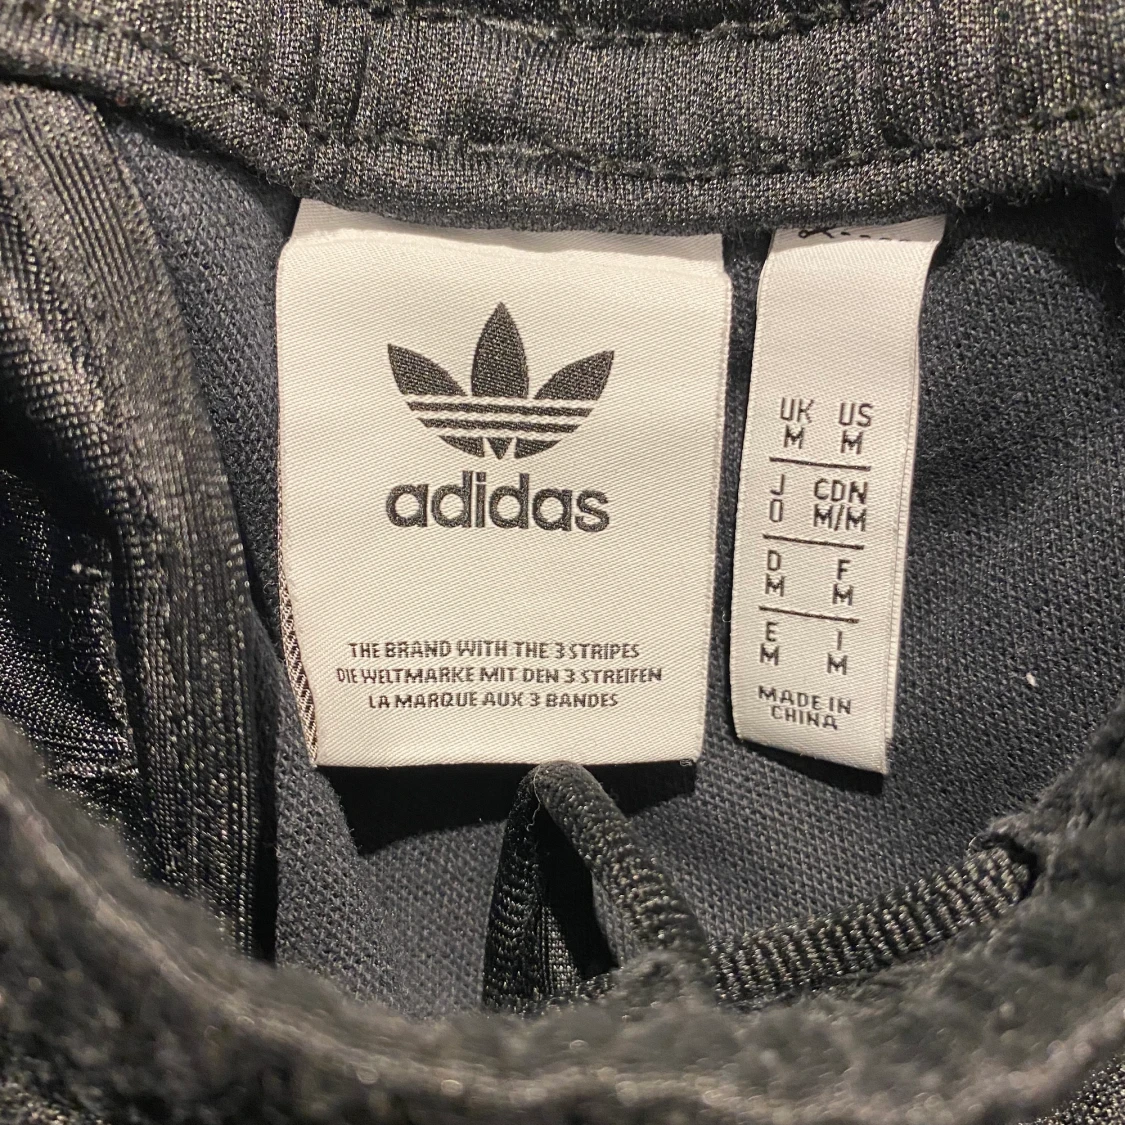 adidas
THE BRAND WITH THE 3 STRIPES
DIE WELTMARKE MIT DEN 3 STREIFEN
LA MARQUE AUX 3 BANDES
UK US
M M
J CDN
O M/M
D F
M M
E I
M M
MADE IN
CHINA